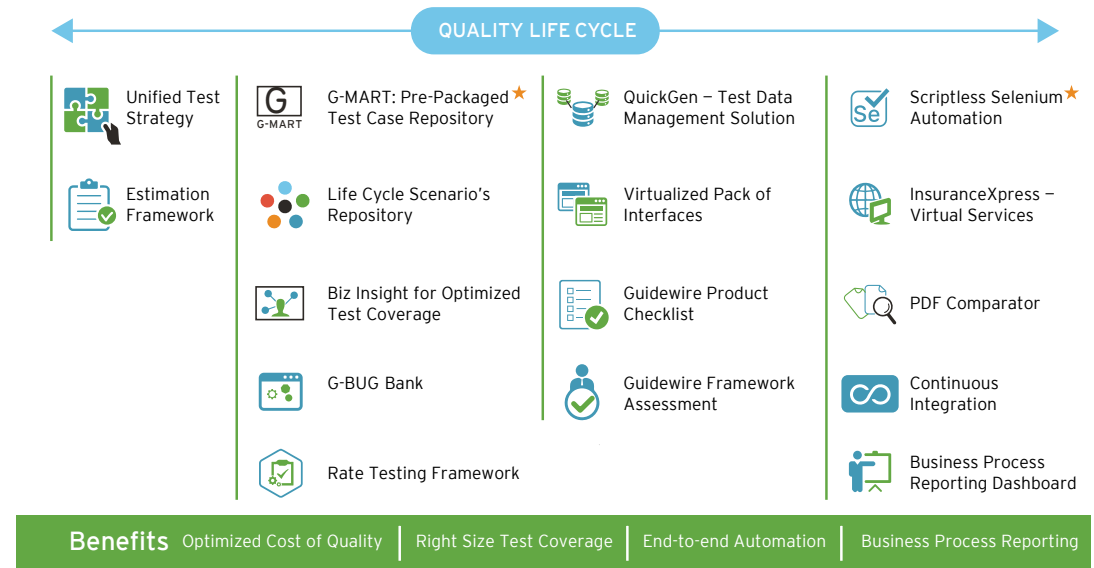 QUALITY LIFE CYCLE
Unified Test
Strategy
Estimation
Framework
G
G-MART
G-MART: Pre-Packaged
Test Case Repository
Life Cycle Scenario's
Repository
Biz Insight for Optimized
Test Coverage
G-BUG Bank
Rate Testing Framework
QuickGen – Test Data
Management Solution
Virtualized Pack of
Interfaces
Guidewire Product
Checklist
Guidewire Framework
Assessment
Se
Scriptless Selenium
Automation
InsuranceXpress –
Virtual Services
PDF Comparator
Continuous
Integration
Business Process
Reporting Dashboard
Benefits Optimized Cost of Quality Right Size Test Coverage End-to-end Automation Business Process Reporting